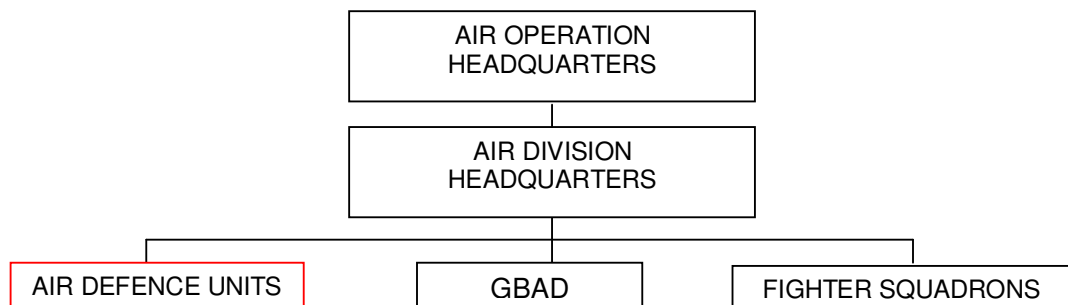 AIR OPERATION
HEADQUARTERS
AIR DIVISION
HEADQUARTERS
AIR DEFENCE UNITS
GBAD
FIGHTER SQUADRONS